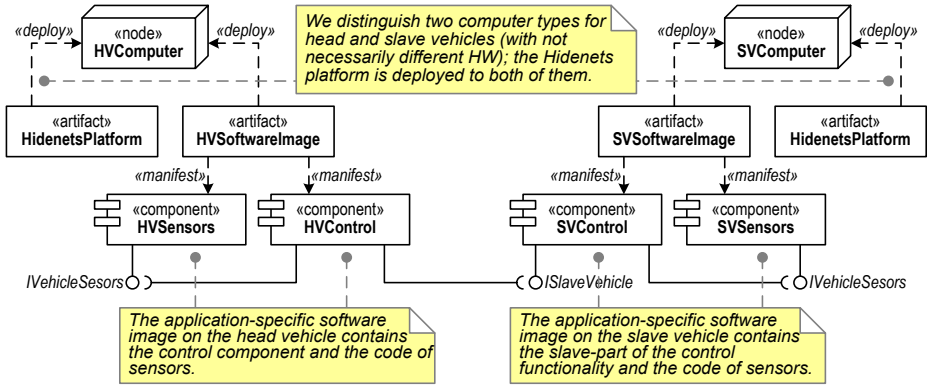 «deploy»
«node»
HVComputer
«deploy»
We distinguish two computer types for
head and slave vehicles (with not
necessarily different HW); the Hidenets
platform is deployed to both of them.
«deploy»
«node»
SVComputer
«deploy»
«artifact»
HidenetsPlatform
«artifact»
HVSoftwareImage
«artifact»
SVSoftwareImage
«artifact»
HidenetsPlatform
«manifest»
«manifest»
«manifest»
«manifest»
«component»
HVSensors
«component»
HVControl
«component»
SVControl
«component»
SVSensors
IVehicleSesors
ISlaveVehicle
IVehicleSesors
The application-specific software
image on the head vehicle contains
the control component and the code of
sensors.
The application-specific software
image on the slave vehicle contains
the slave-part of the control
functionality and the code of sensors.